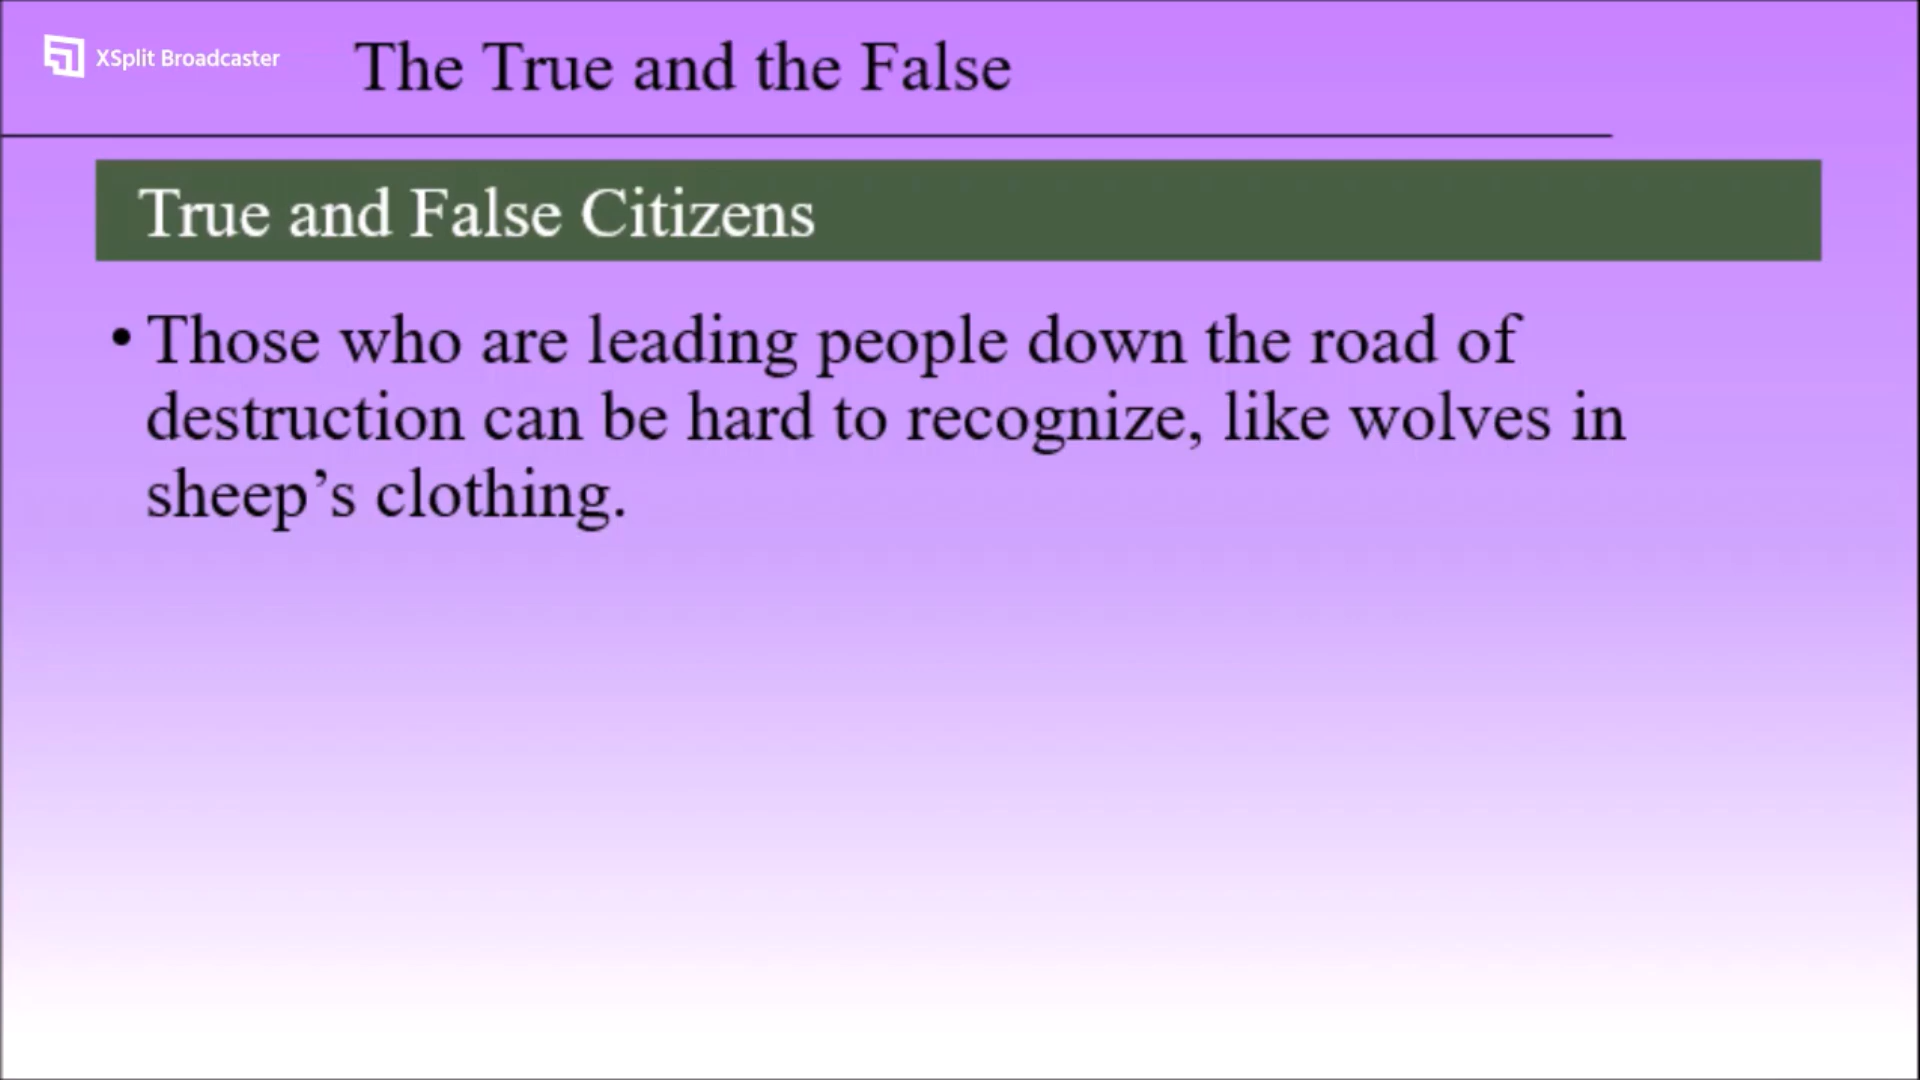 XSplit Broadcaster
The True and the False
True and False Citizens
• Those who are leading people down the road of
destruction can be hard to recognize, like wolves in
sheep’s clothing.